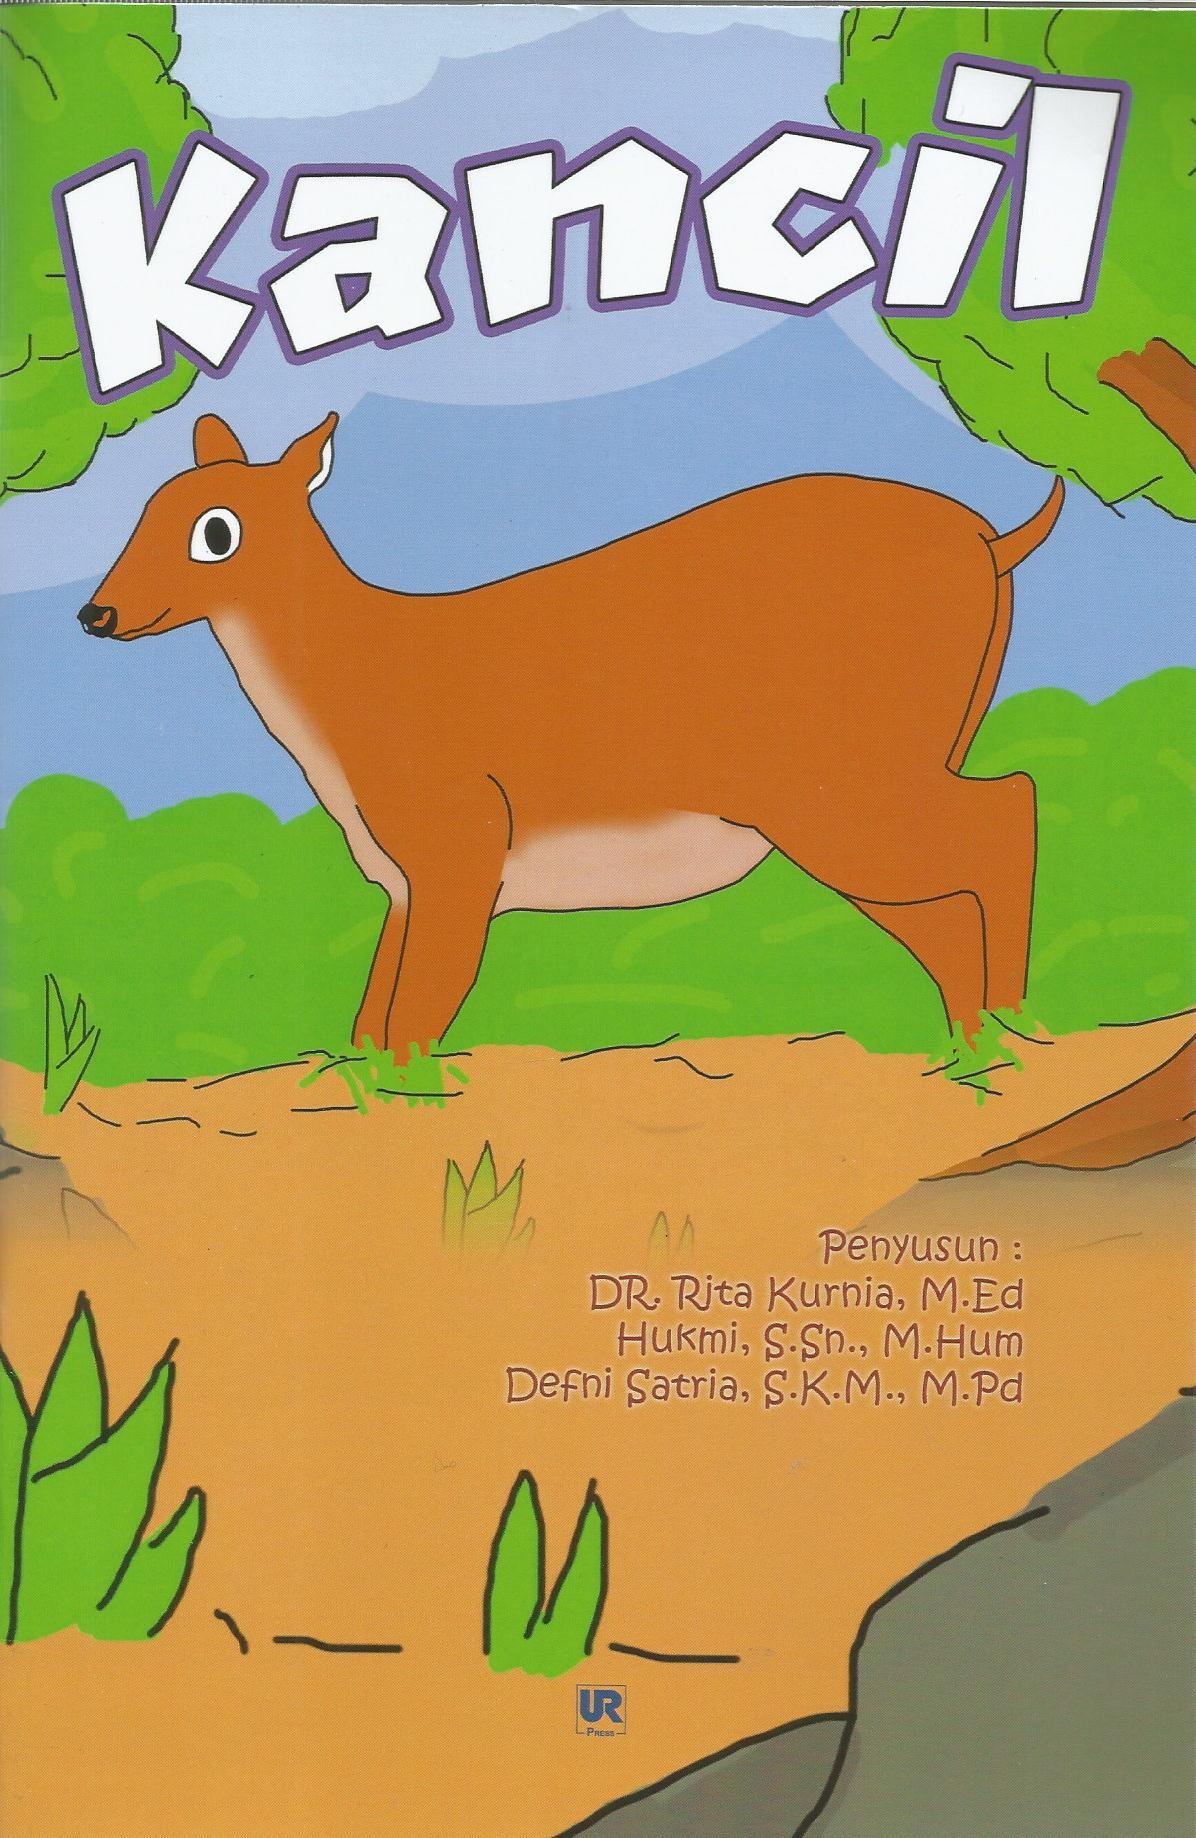 Kancil
Penyusun :
DR. Rita Kurnia, M.Ed
Hukmi, S.Sn., M.Hum
Defni Satria, S.K.M., M.Pd
UR
PRESS